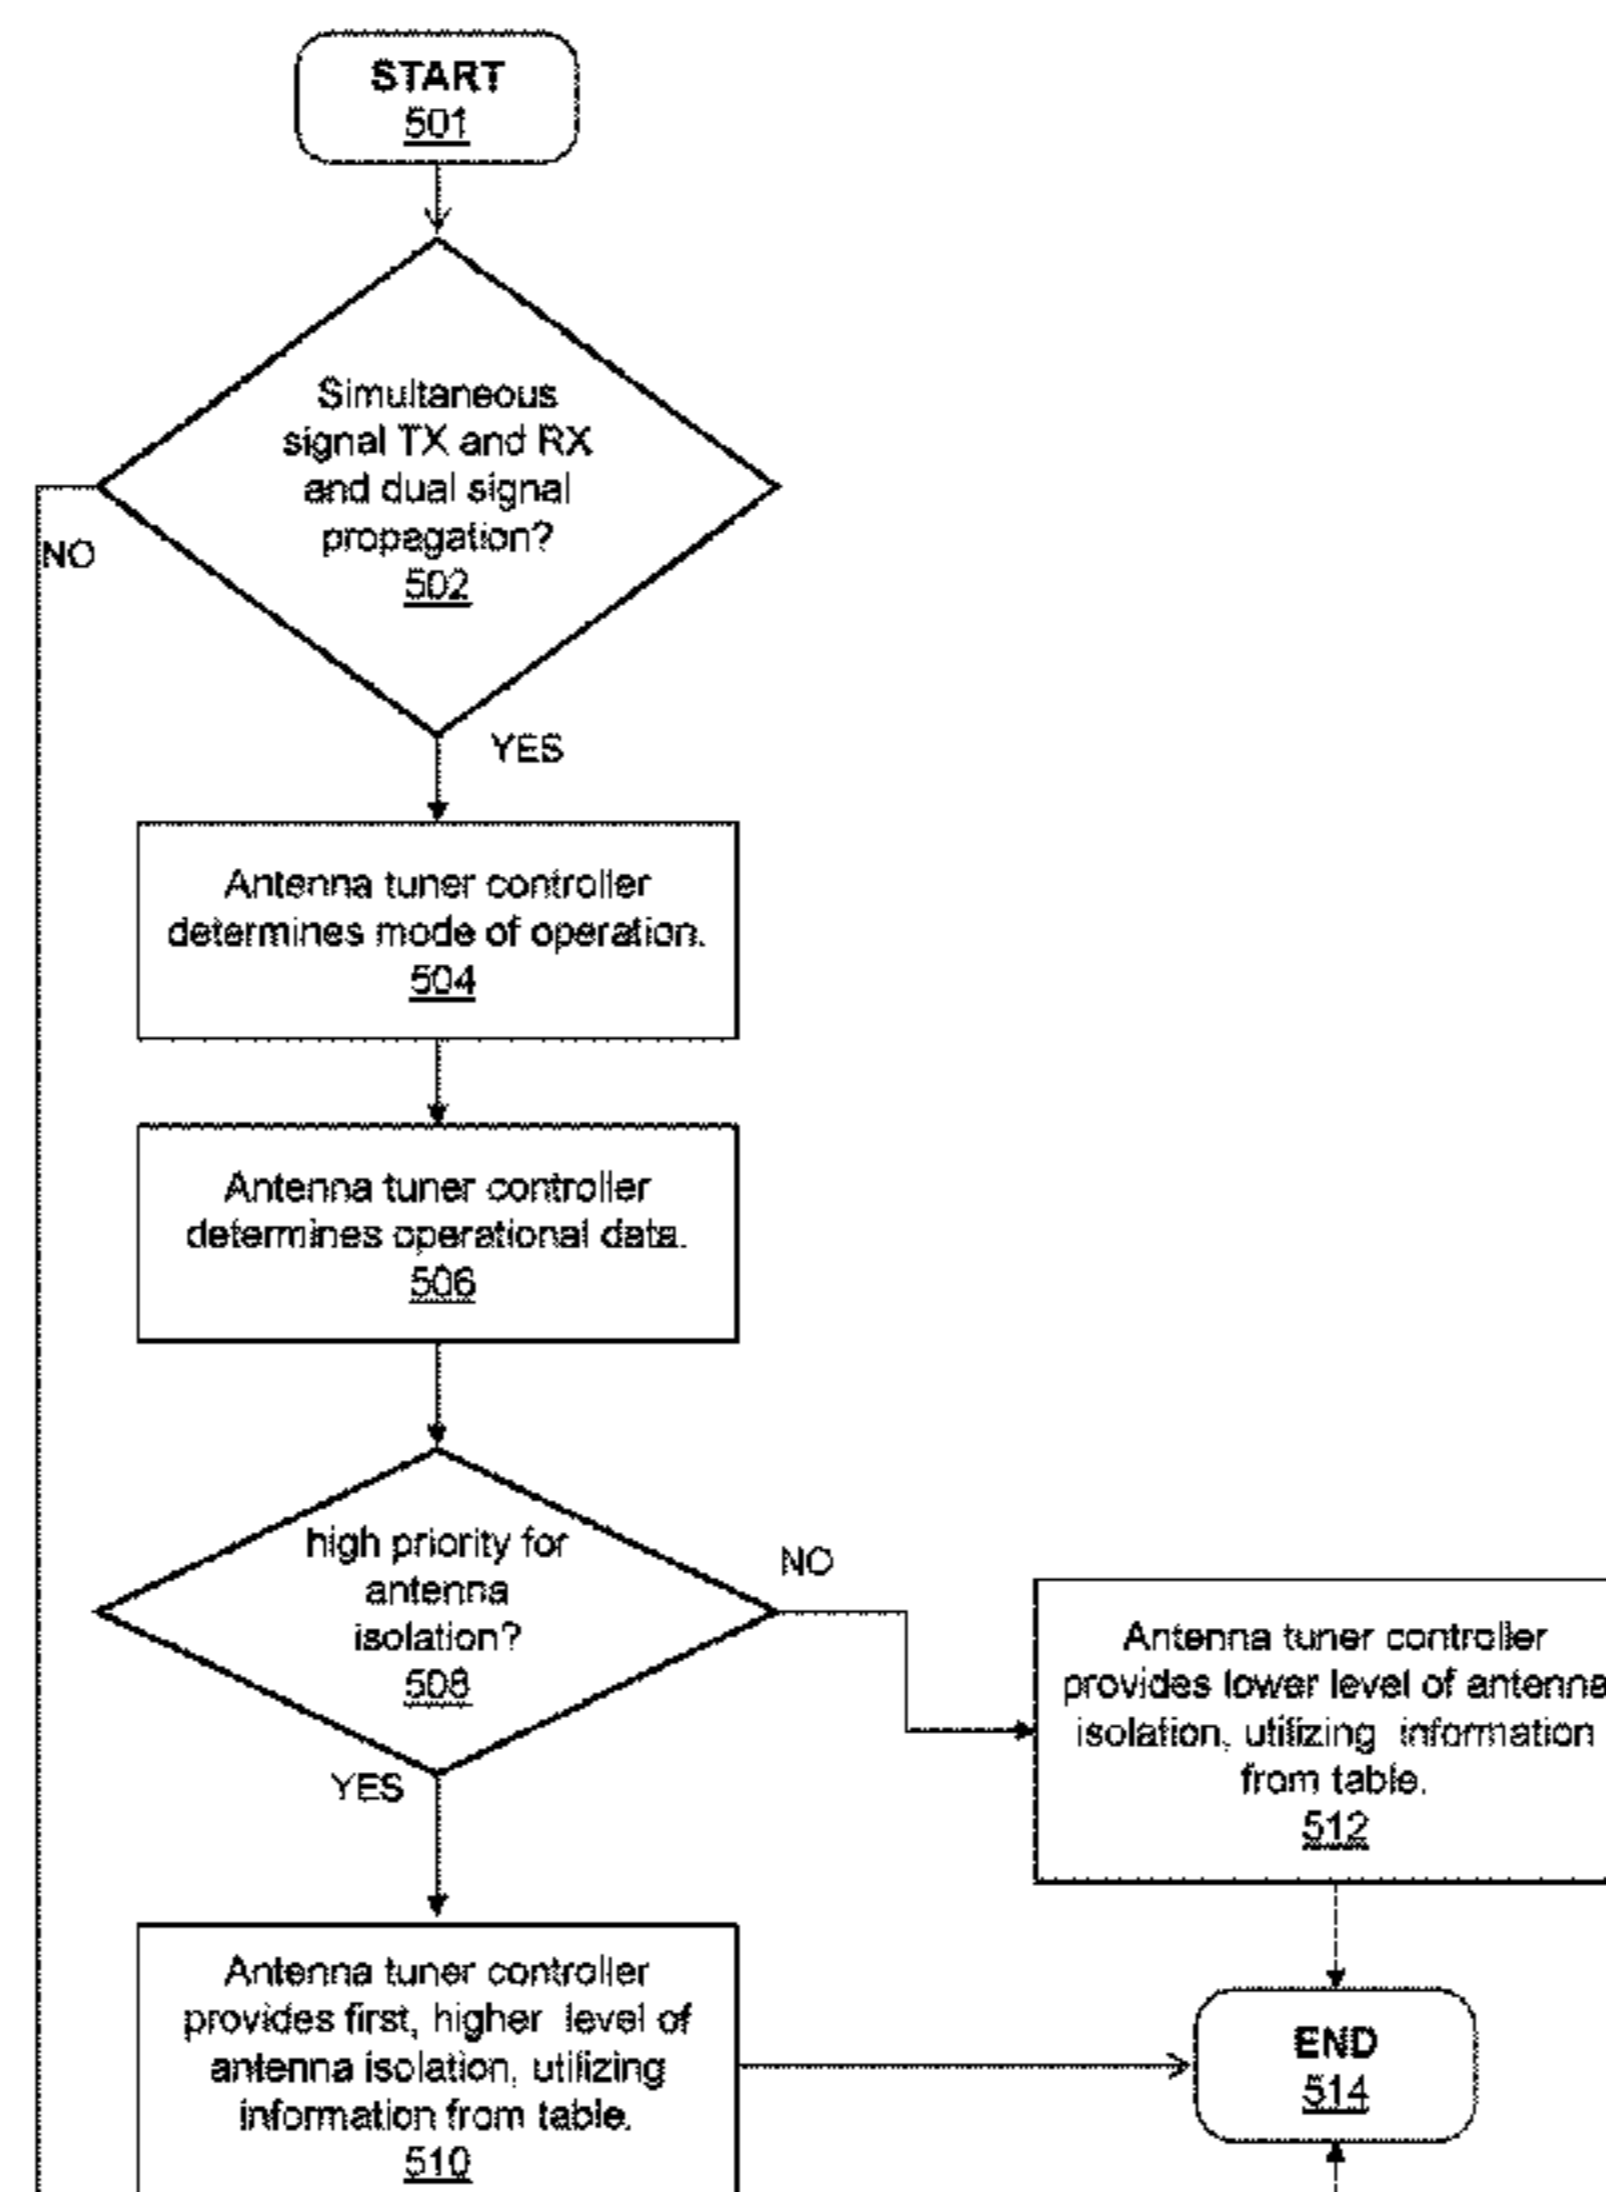 START
501
Simultaneous
signal TX and RX
and dual signal
propagation?
502
NO
YES
Antenna tuner controller
determines mode of operation.
504
Antenna tuner controller
determines operational data.
506
high priority for
antenna
isolation?
508
NO
YES
Antenna tuner controller
provides lower level of antenna
isolation, utilizing information
from table.
512
Antenna tuner controller
provides first, higher level of
antenna isolation, utilizing
information from table.
510
END
514